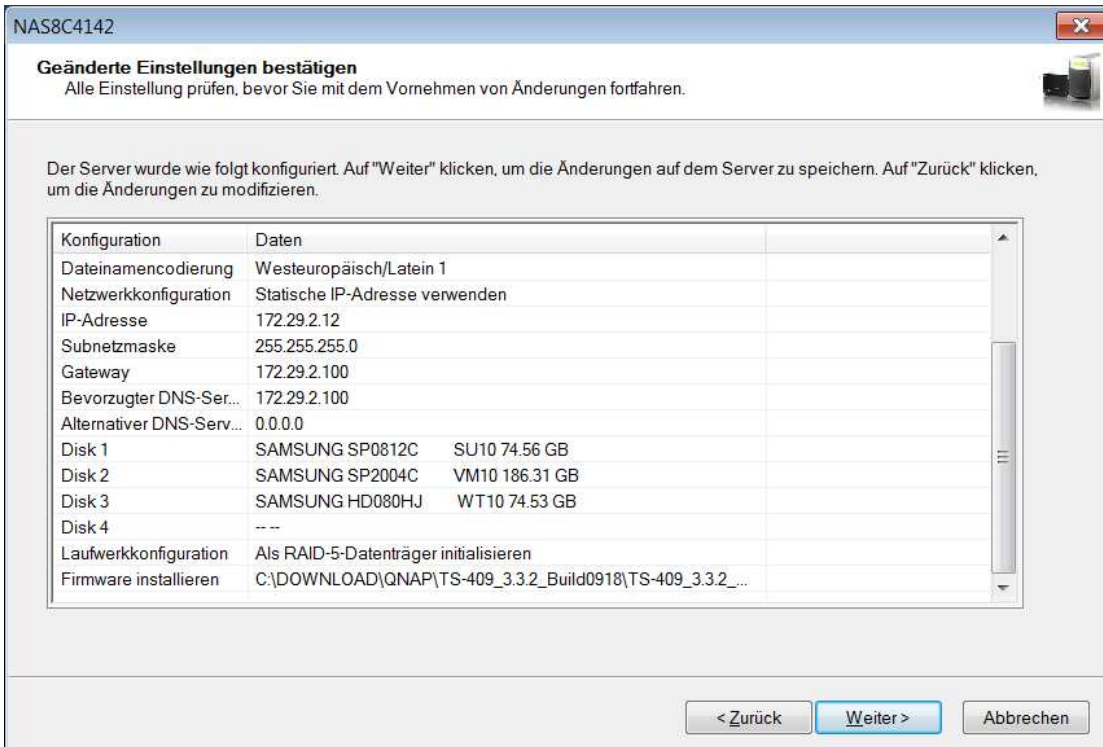 NAS8C4142
Geänderte Einstellungen bestätigen
Alle Einstellung prüfen, bevor Sie mit dem Vornehmen von Änderungen fortfahren.
Der Server wurde wie folgt konfiguriert. Auf "Weiter" klicken, um die Änderungen auf dem Server zu speichern. Auf "Zurück" klicken,
um die Änderungen zu modifizieren.
Konfiguration Daten
Dateinamencodierung Westeuropäisch/Latein 1
Netzwerkkonfiguration Statische IP-Adresse verwenden
IP-Adresse 172.29.2.12
Subnetzmaske 255.255.255.0
Gateway 172.29.2.100
Bevorzugter DNS-Ser... 172.29.2.100
Alternativer DNS-Serv... 0.0.0.0
Disk 1 SAMSUNG SP0812C SU10 74.56 GB
Disk 2 SAMSUNG SP2004C VM10 186.31 GB
Disk 3 SAMSUNG HD080HJ WT10 74.53 GB
Disk 4 -- --
Laufwerkkonfiguration Als RAID-5-Datenträger initialisieren
Firmware installieren C:\DOWNLOAD\QNAP\TS-409_3.3.2_Build0918\TS-409_3.3.2_...
< Zurück Weiter > Abbrechen